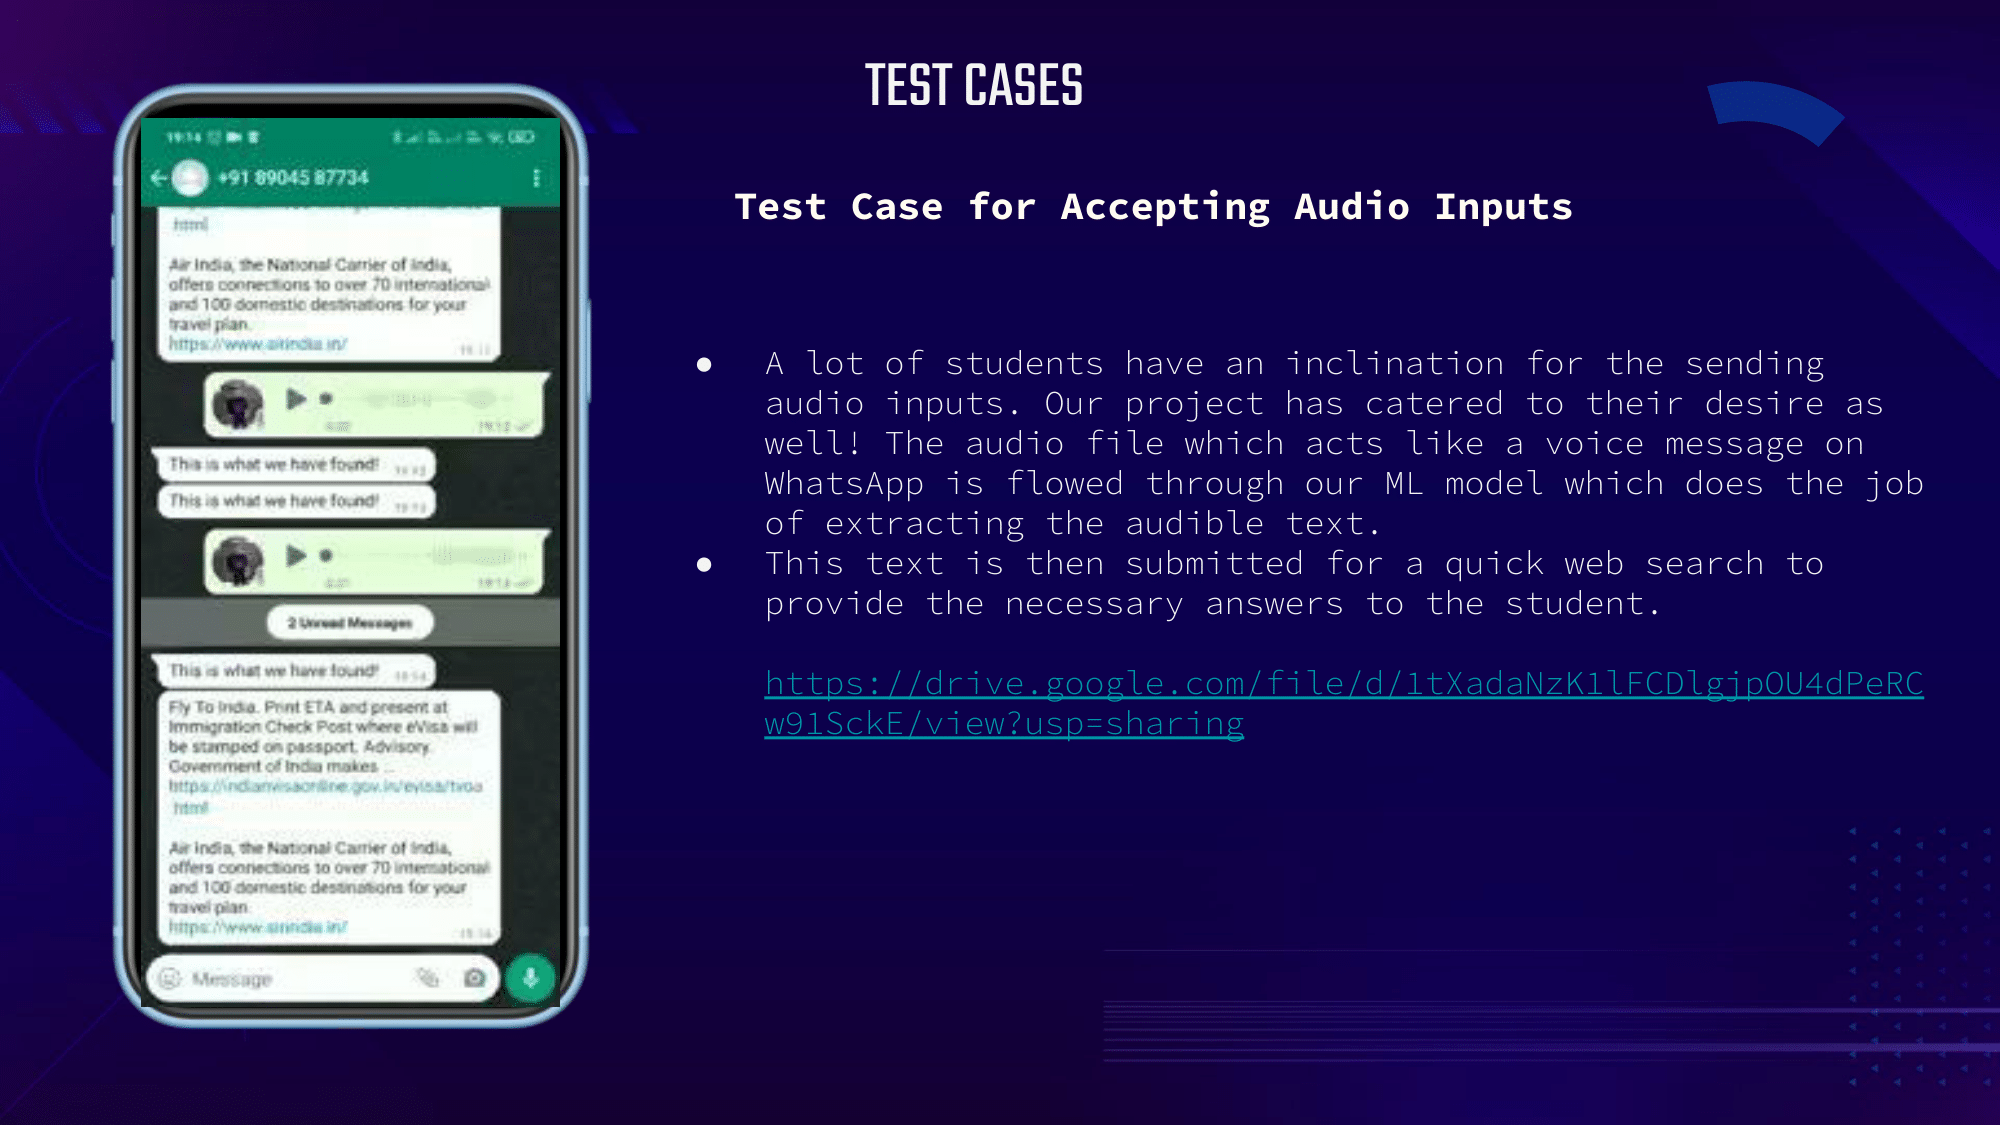 TEST CASES
Test Case for Accepting Audio Inputs
● A lot of students have an inclination for the sending
audio inputs. Our project has catered to their desire as
well! The audio file which acts like a voice message on
WhatsApp is flowed through our ML model which does the job
of extracting the audible text.
● This text is then submitted for a quick web search to
provide the necessary answers to the student.
https://drive.google.com/file/d/1tXadaNzK1lFCDlgjpOU4dPeRC
w91SckE/view?usp=sharing
19:14
+91 89045 87734
html
Air India, the National Carrier of India,
offers connections to over 70 international
and 100 domestic destinations for your
travel plan.
https://www.airindia.in/
19:12
This is what we have found!
This is what we have found!
19:13
2 Unread Messages
This is what we have found!
Fly To India. Print ETA and present at
Immigration Check Post where eVisa will
be stamped on passport. Advisory.
Government of India makes ...
https://indianvisaonline.gov.in/evisa/tvoa
.html
Air India, the National Carrier of India,
offers connections to over 70 international
and 100 domestic destinations for your
travel plan.
https://www.airindia.in/
Message